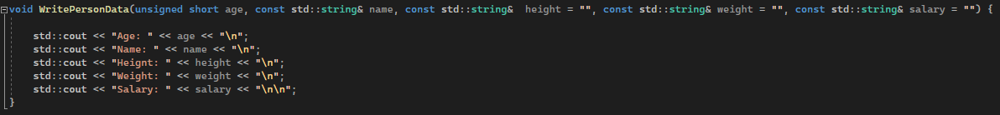 void WritePersonData(unsigned short age, const std::string& name, const std::string&  height = "", const std::string& weight = "", const std::string& salary = "") {
std::cout << "Age: " << age << "\n";
std::cout << "Name: " << name << "\n";
std::cout << "Heignt: " << height << "\n";
std::cout << "Weight: " << weight << "\n";
std::cout << "Salary: " << salary << "\n\n";
}